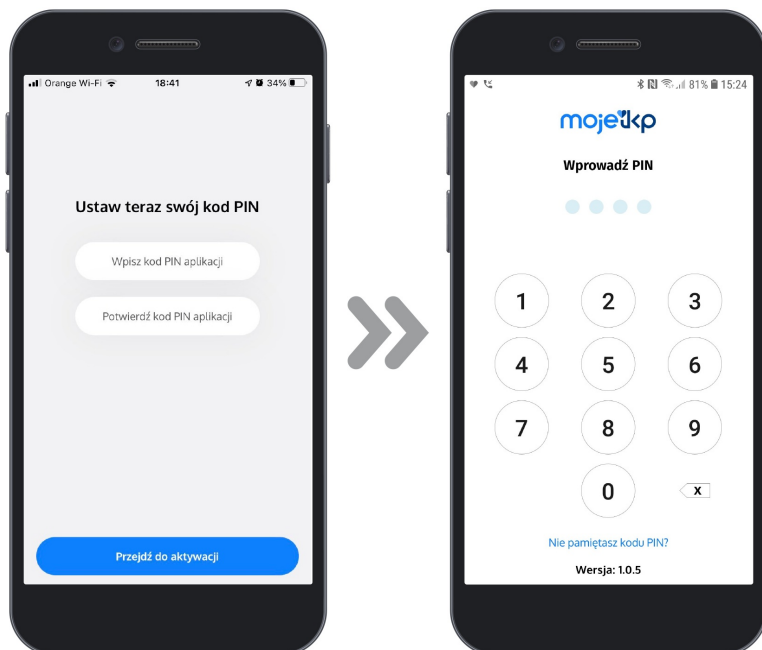 Orange Wi-Fi 18:41 34%
Ustaw teraz swój kod PIN
Wpisz kod PIN aplikacji
Potwierdź kod PIN aplikacji
Przejdź do aktywacji
81% 15:24
mojeikp
Wprowadź PIN
1 2 3
4 5 6
7 8 9
0 X
Nie pamiętasz kodu PIN?
Wersja: 1.0.5